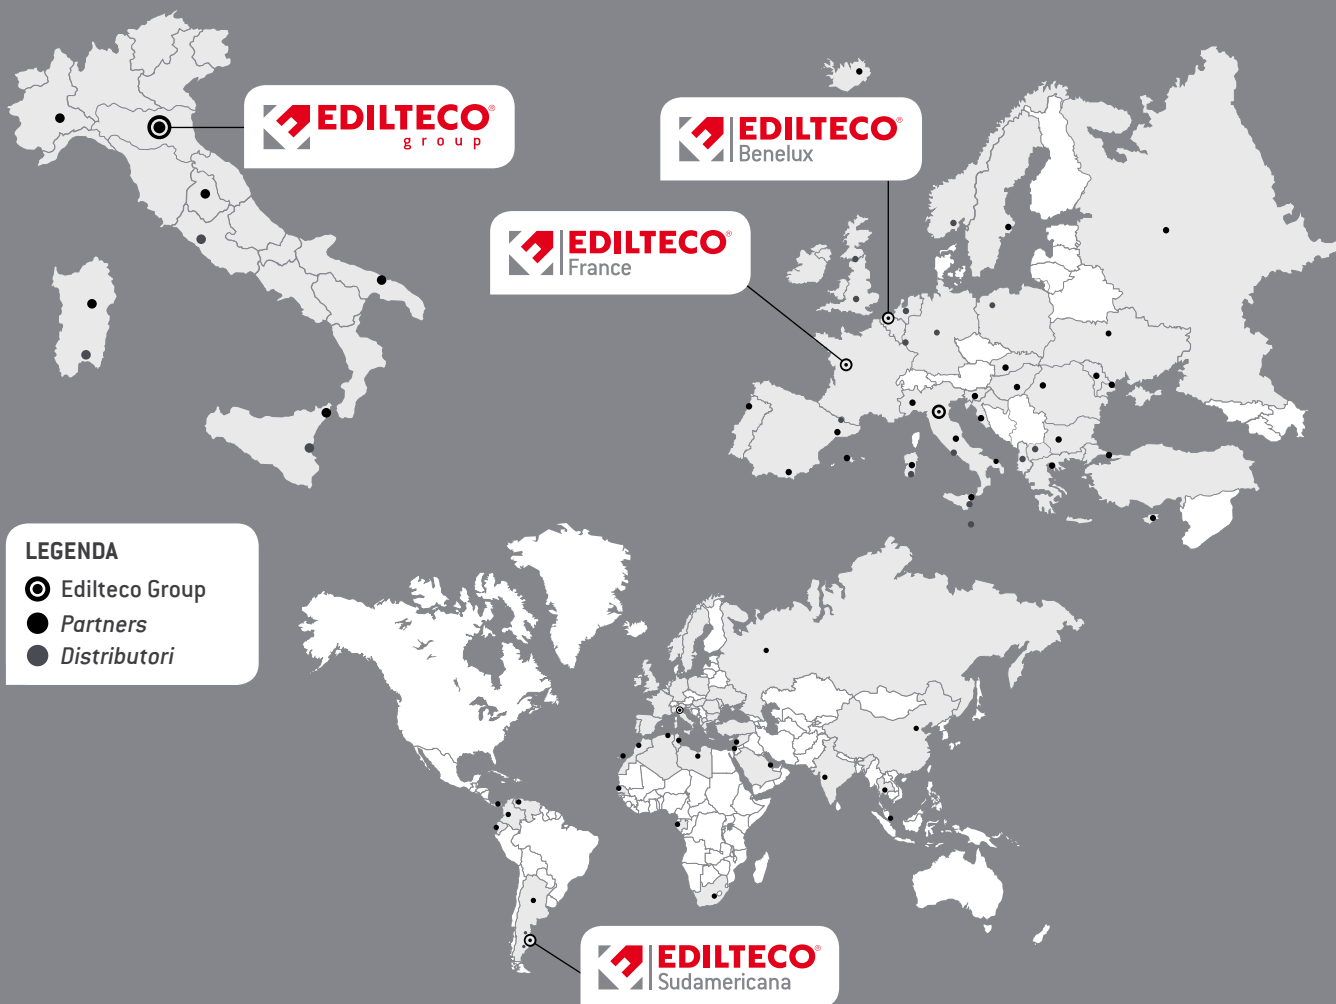 EDILTECO®
group
EDILTECO®
Benelux
EDILTECO®
France
LEGENDA
Edilteco Group
Partners
Distributori
EDILTECO®
Sudamericana